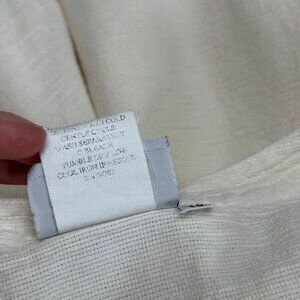 MACHINE WASH COLD
GENTLE CYCLE
WASH SEPARATELY
NO BLEACH
TUMBLE DRY LOW
COOL IRON IF NEEDED